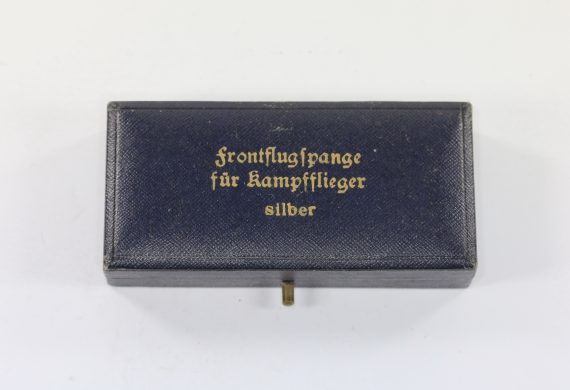 Frontflugſpange
für Kampfflieger
silber